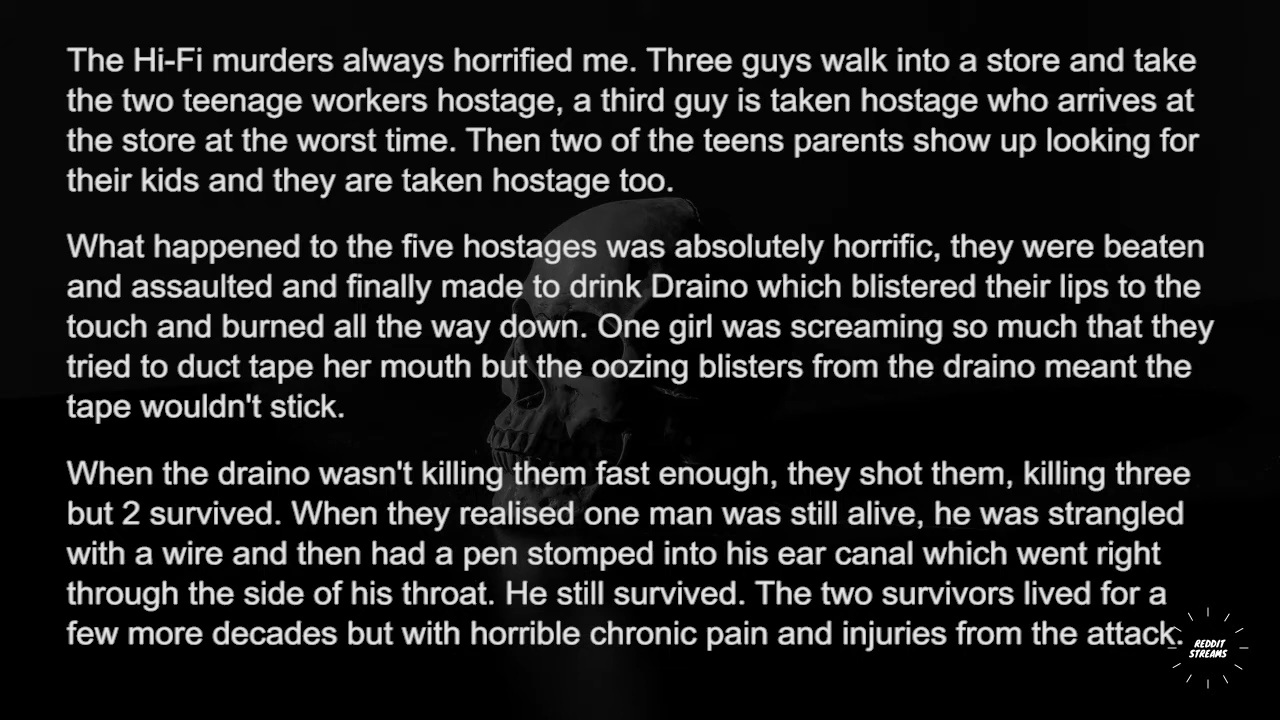 The Hi-Fi murders always horrified me. Three guys walk into a store and take
the two teenage workers hostage, a third guy is taken hostage who arrives at
the store at the worst time. Then two of the teens parents show up looking for
their kids and they are taken hostage too.
What happened to the five hostages was absolutely horrific, they were beaten
and assaulted and finally made to drink Draino which blistered their lips to the
touch and burned all the way down. One girl was screaming so much that they
tried to duct tape her mouth but the oozing blisters from the draino meant the
tape wouldn't stick.
When the draino wasn't killing them fast enough, they shot them, killing three
but 2 survived. When they realised one man was still alive, he was strangled
with a wire and then had a pen stomped into his ear canal which went right
through the side of his throat. He still survived. The two survivors lived for a
few more decades but with horrible chronic pain and injuries from the attack.
REDDIT
STREAMS